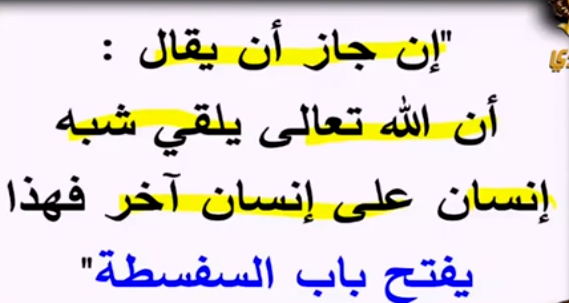 "إن جاز أن يقال :
أن الله تعالى يلقي شبه
إنسان على إنسان آخر فهذا
يفتح باب السفسطة"